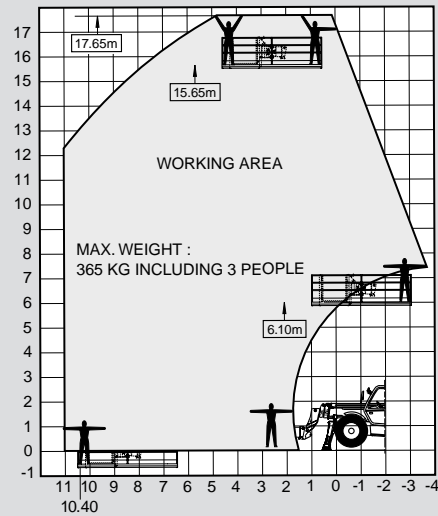 17
16
15
14
13
12
11
10
9
8
7
6
5
4
3
2
1
0
-1
17.65m
15.65m
WORKING AREA
MAX. WEIGHT :
365 KG INCLUDING 3 PEOPLE
6.10m
11 10 9 8 7 6 5 4 3 2 1 0 -1 -2 -3 -4
10.40